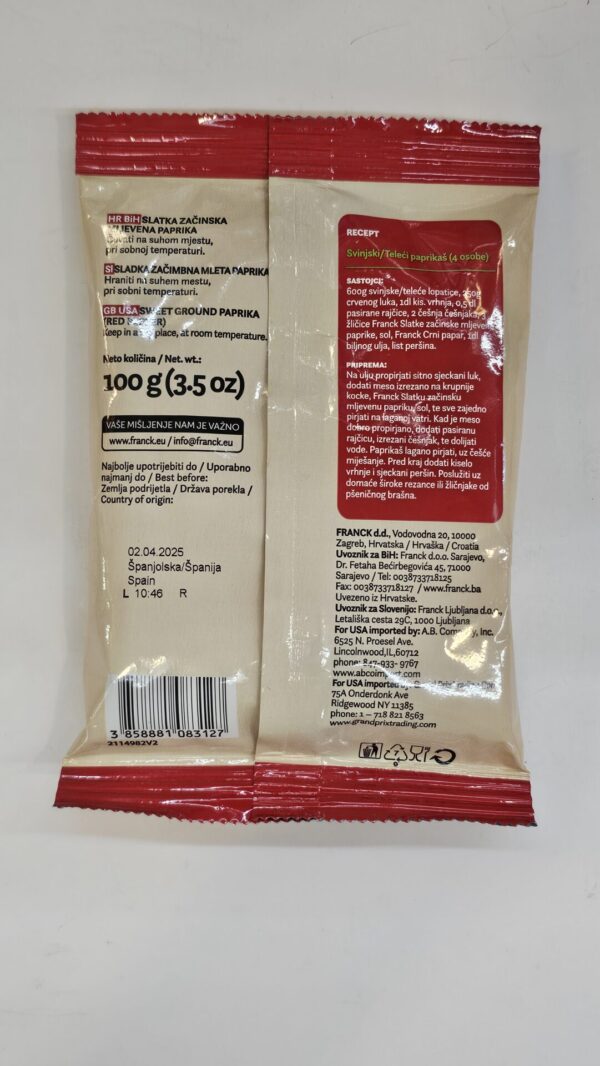 HR BiH SLATKA ZAČINSKA
MLJEVENA PAPRIKA
Čuvati na suhom mjestu,
pri sobnoj temperaturi.
SI SLADKA ZAČIMBNA MLETA PAPRIKA
Hraniti na suhem mestu,
pri sobni temperaturi.
GB USA SWEET GROUND PAPRIKA
(RED PEPPER)
Keep in a dry place, at room temperature.
Neto količina / Net. wt.:
100 g (3.5 oz)
VAŠE MIŠLJENJE NAM JE VAŽNO
www.franck.eu / info@franck.eu
Najbolje upotrijebiti do / Uporabno
najmanj do / Best before:
Zemlja podrijetla / Država porekla /
Country of origin:
02.04.2025
Španjolska/Španija
Spain
L 10:46 R
3 858881 083127
2114982V2
RECEPT
Svinjski/Teleći paprikaš (4 osobe)
SASTOJCI:
600g svinjske/teleće lopatice, 250g
crvenog luka, 1dl kis. vrhnja, 0,5 dl
pasirane rajčice, 2 češnja češnjaka,
žličice Franck Slatke začinske mljevene
paprike, sol, Franck Crni papar, 1dl
biljnog ulja, list peršina.
PRIPREMA:
Na ulju propirjati sitno sjeckani luk,
dodati meso izrezano na krupnije
kocke, Franck Slatku začinsku
mljevenu papriku, sol, te sve zajedno
pirjati na laganoj vatri. Kad je meso
dobro propirjano, dodati pasiranu
rajčicu, izrezani češnjak, te dolijati
vode. Paprikaš lagano pirjati, uz češće
miješanje. Pred kraj dodati kiselo
vrhnje i sjeckani peršin. Poslužiti uz
domaće široke rezance ili žličnjake od
pšeničnog brašna.
FRANCK d.d., Vodovodna 20, 10000
Zagreb, Hrvatska / Hrvaška / Croatia
Uvoznik za BiH: Franck d.o.o. Sarajevo,
Dr. Fetaha Bećirbegovića 45, 71000
Sarajevo / Tel: 0038733718125
Fax: 0038733718127 / www.franck.ba
Uvezeno iz Hrvatske.
Uvoznik za Slovenijo: Franck Ljubljana d.o.o.,
Letališka cesta 29C, 1000 Ljubljana
For USA imported by: A.B. Company, Inc.
6525 N. Proesel Ave.
Lincolnwood,IL,60712
phone: 847-933-9767
www.abcoimport.com
For USA imported by:
75A Onderdonk Ave
Ridgewood NY 11385
phone: 1 – 718 821 8563
www.grandprixtrading.com
7